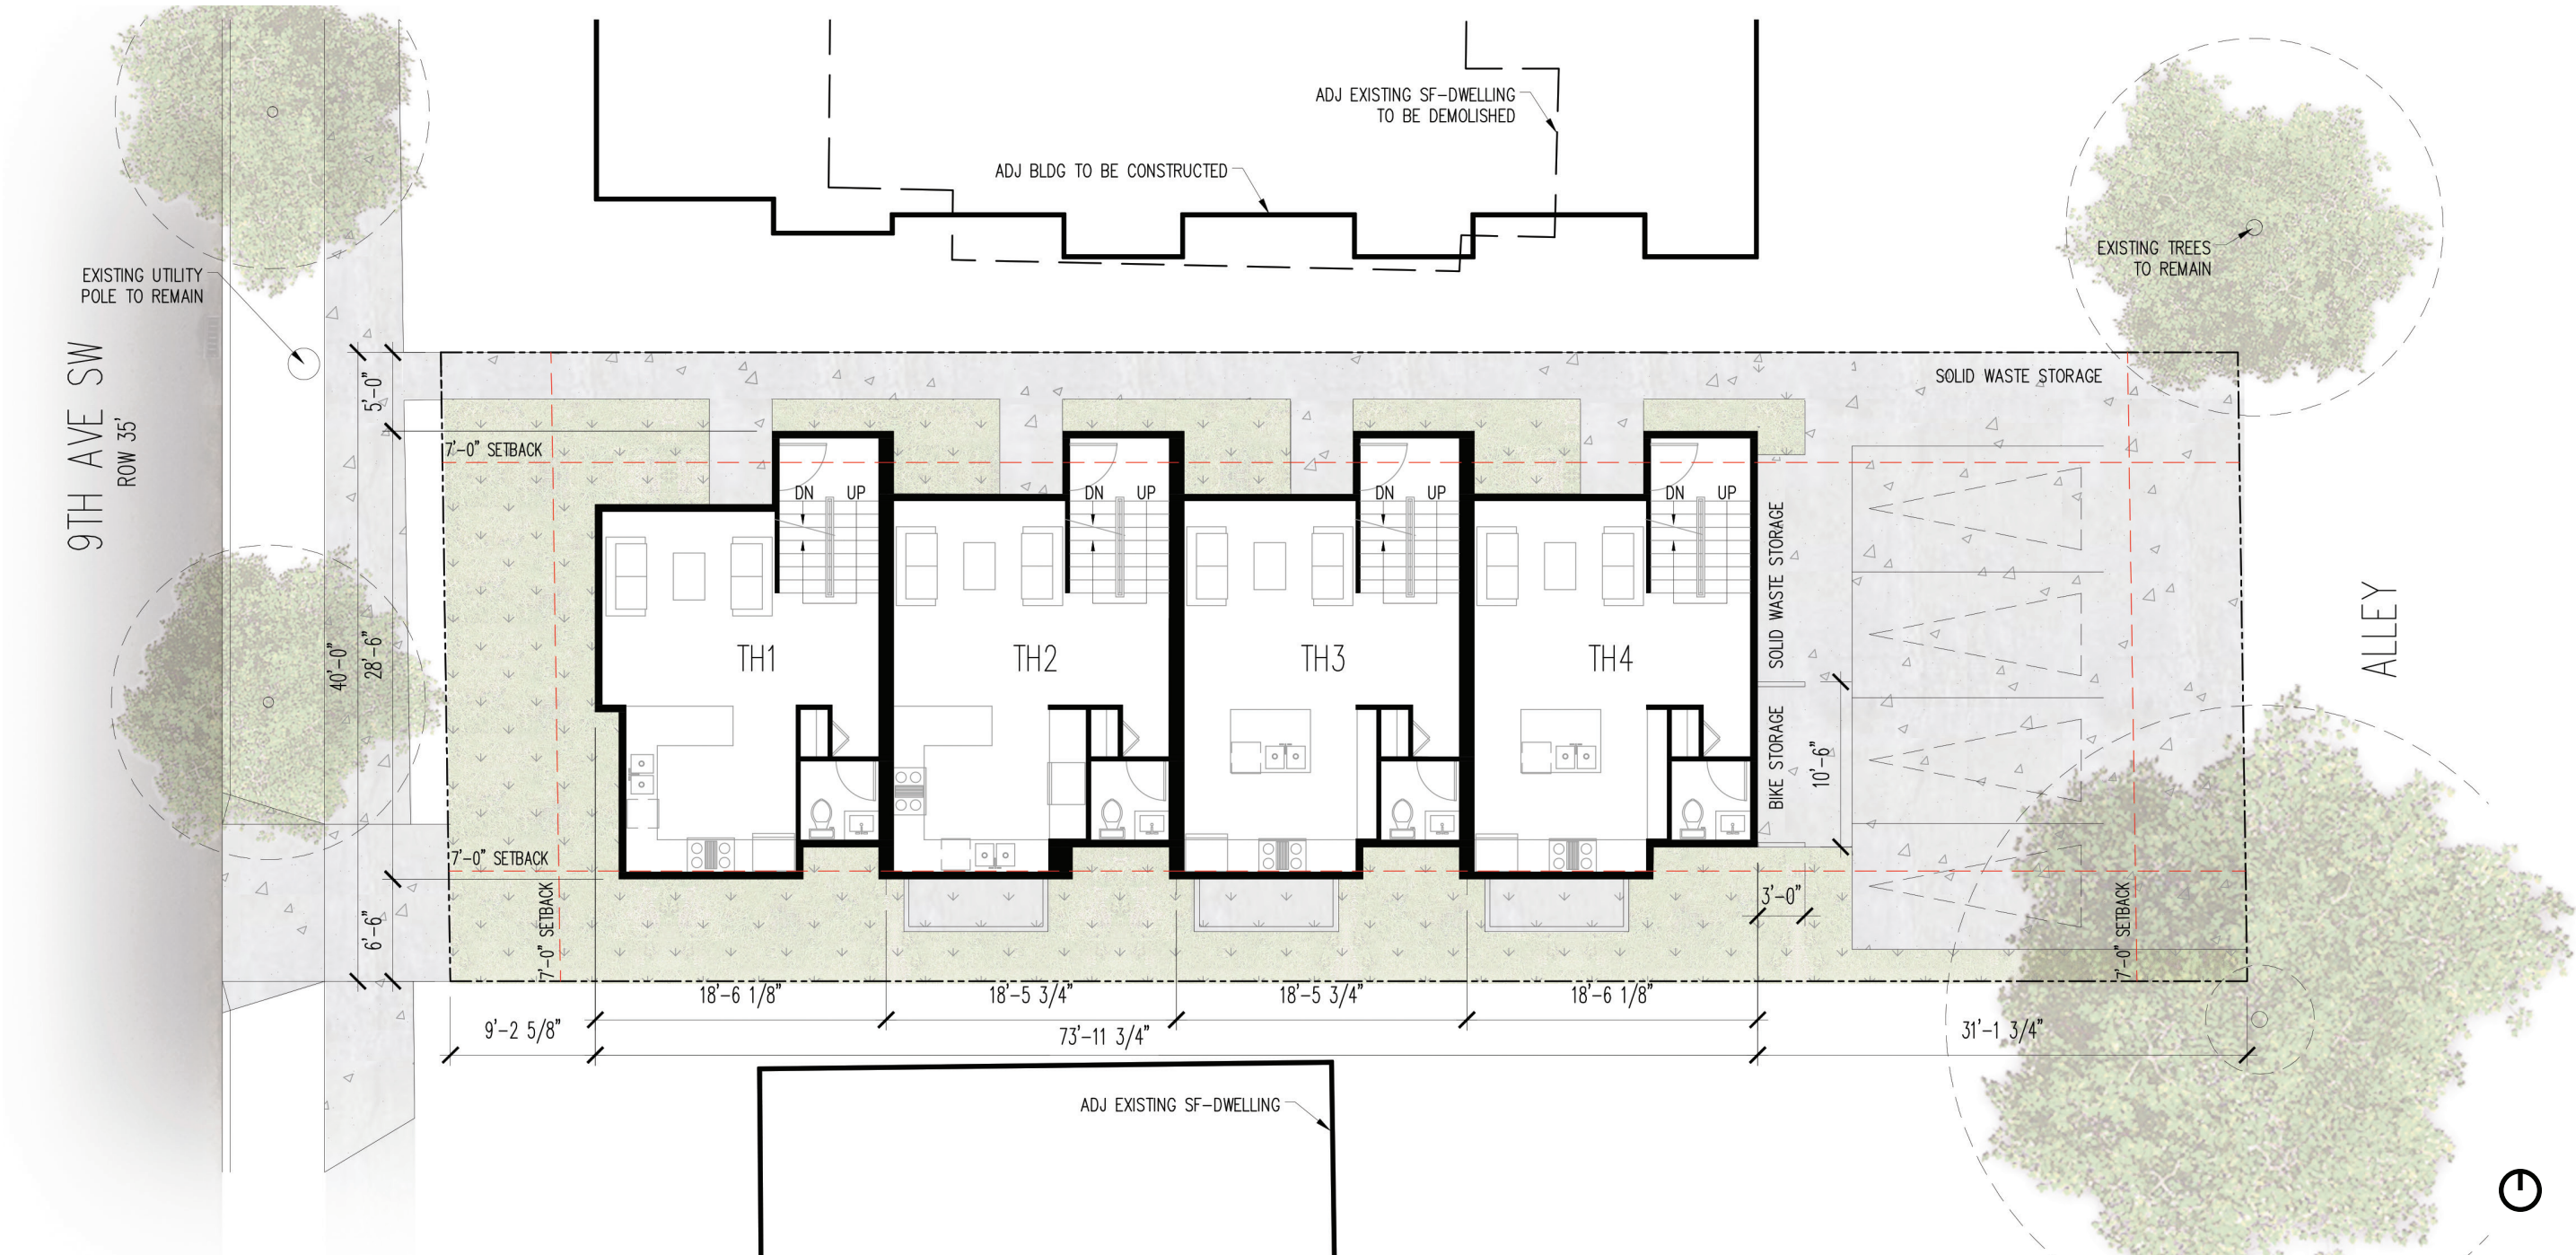 ADJ EXISTING SF-DWELLING
TO BE DEMOLISHED
ADJ BLDG TO BE CONSTRUCTED
EXISTING UTILITY
POLE TO REMAIN
EXISTING TREES
TO REMAIN
9TH AVE SW
ROW 35'
5'-0"
SOLID WASTE STORAGE
7'-0" SETBACK
DN UP
DN UP
DN UP
DN UP
SOLID WASTE STORAGE
40'-0"
28'-6"
TH1
TH2
TH3
TH4
ALLEY
BIKE STORAGE
10'-6"
7'-0" SETBACK
7'-0" SETBACK
6'-6"
3'-0"
7'-0" SETBACK
18'-6 1/8"
18'-5 3/4"
18'-5 3/4"
18'-6 1/8"
9'-2 5/8"
73'-11 3/4"
31'-1 3/4"
ADJ EXISTING SF-DWELLING